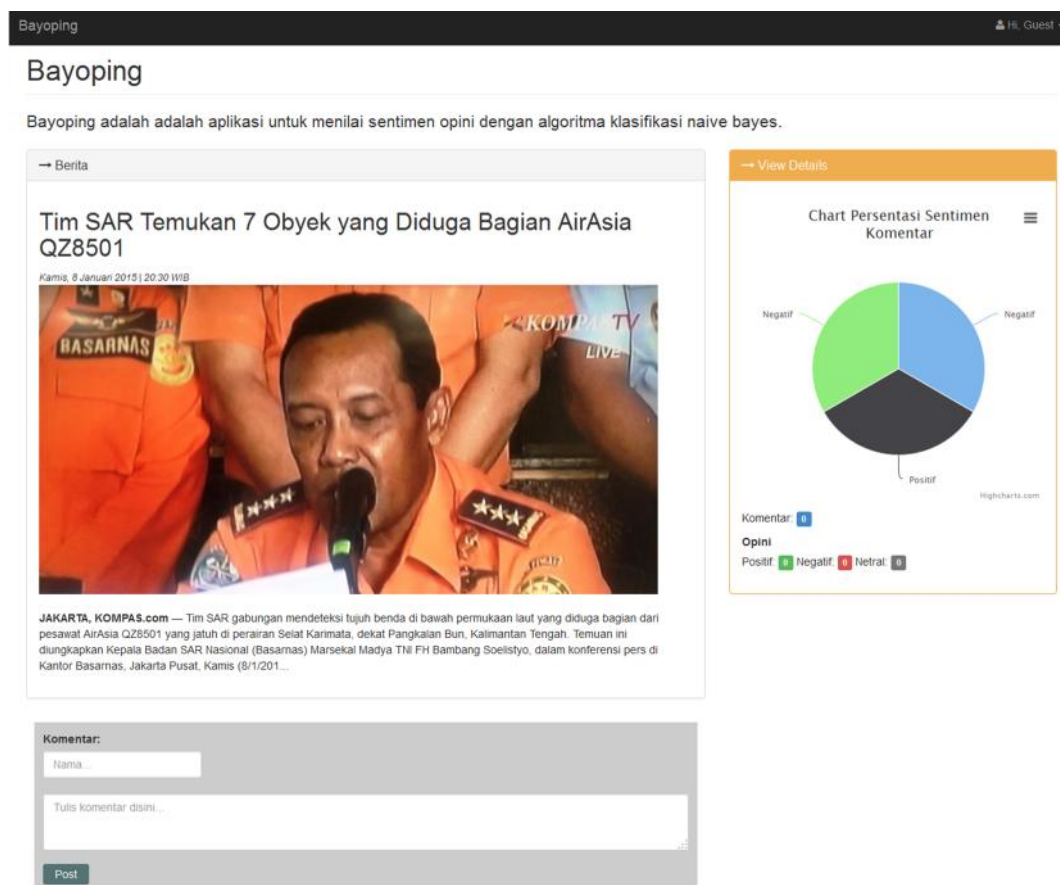 Bayoping
Hi, Guest
Bayoping
Bayoping adalah adalah aplikasi untuk menilai sentimen opini dengan algoritma klasifikasi naive bayes.
→ Berita
Tim SAR Temukan 7 Obyek yang Diduga Bagian AirAsia
QZ8501
Kamis, 8 Januari 2015 | 20:30 WIB
BASARNAS
KOMPASTV
LIVE
JAKARTA, KOMPAS.com — Tim SAR gabungan mendeteksi tujuh benda di bawah permukaan laut yang diduga bagian dari
pesawat AirAsia QZ8501 yang jatuh di perairan Selat Karimata, dekat Pangkalan Bun, Kalimantan Tengah. Temuan ini
diungkapkan Kepala Badan SAR Nasional (Basarnas) Marsekal Madya TNI FH Bambang Soelistyo, dalam konferensi pers di
Kantor Basarnas, Jakarta Pusat, Kamis (8/1/201...
Komentar:
Nama...
Tulis komentar disini...
Post
→ View Details
Chart Persentasi Sentimen
Komentar
Negatif
Negatif
Positif
Highcharts.com
Komentar: 0
Opini
Positif: 0 Negatif: 0 Netral: 0